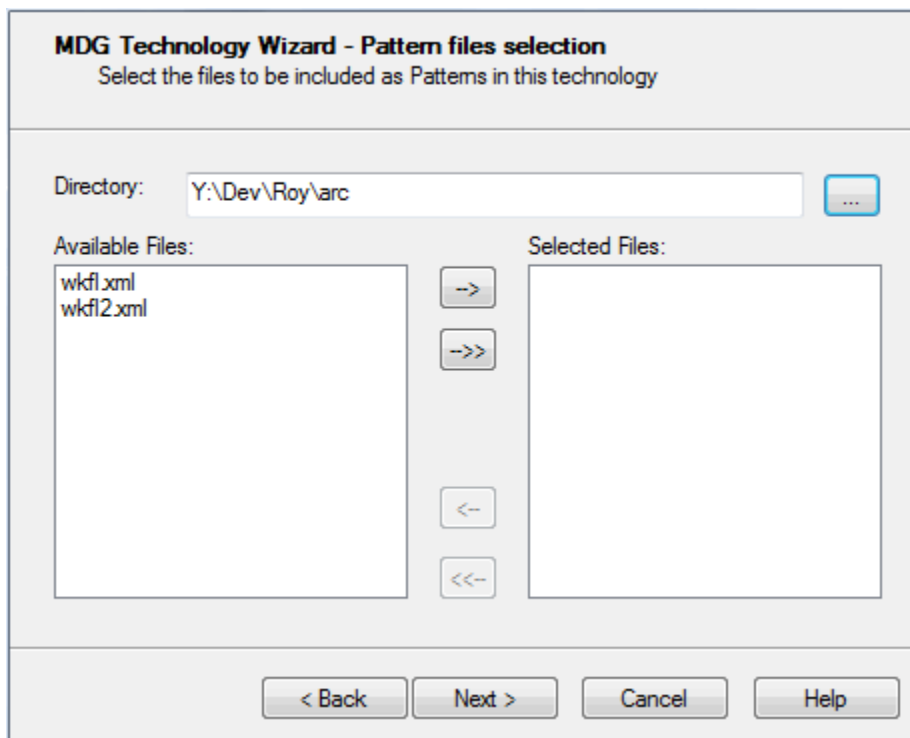 MDG Technology Wizard - Pattern files selection
Select the files to be included as Patterns in this technology
Directory: Y:\Dev\Roy\arc ...
Available Files: Selected Files:
wkfl.xml
wkfl2.xml
-->
-->>
<--
<<--
< Back Next > Cancel Help